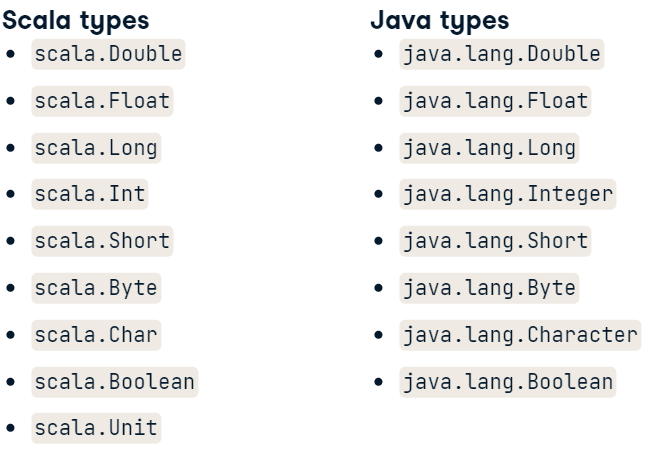 Scala types
scala.Double
scala.Float
scala.Long
scala.Int
scala.Short
scala.Byte
scala.Char
scala.Boolean
scala.Unit
Java types
java.lang.Double
java.lang.Float
java.lang.Long
java.lang.Integer
java.lang.Short
java.lang.Byte
java.lang.Character
java.lang.Boolean